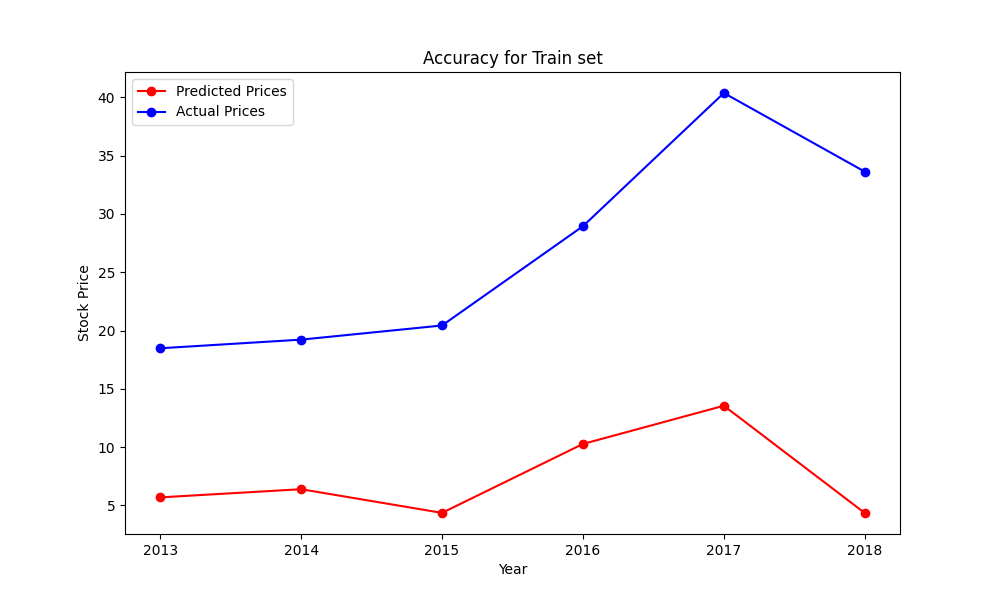 Accuracy for Train set
Predicted Prices
Actual Prices
40
35
30
25
20
15
10
5
Stock Price
2013 2014 2015 2016 2017 2018
Year